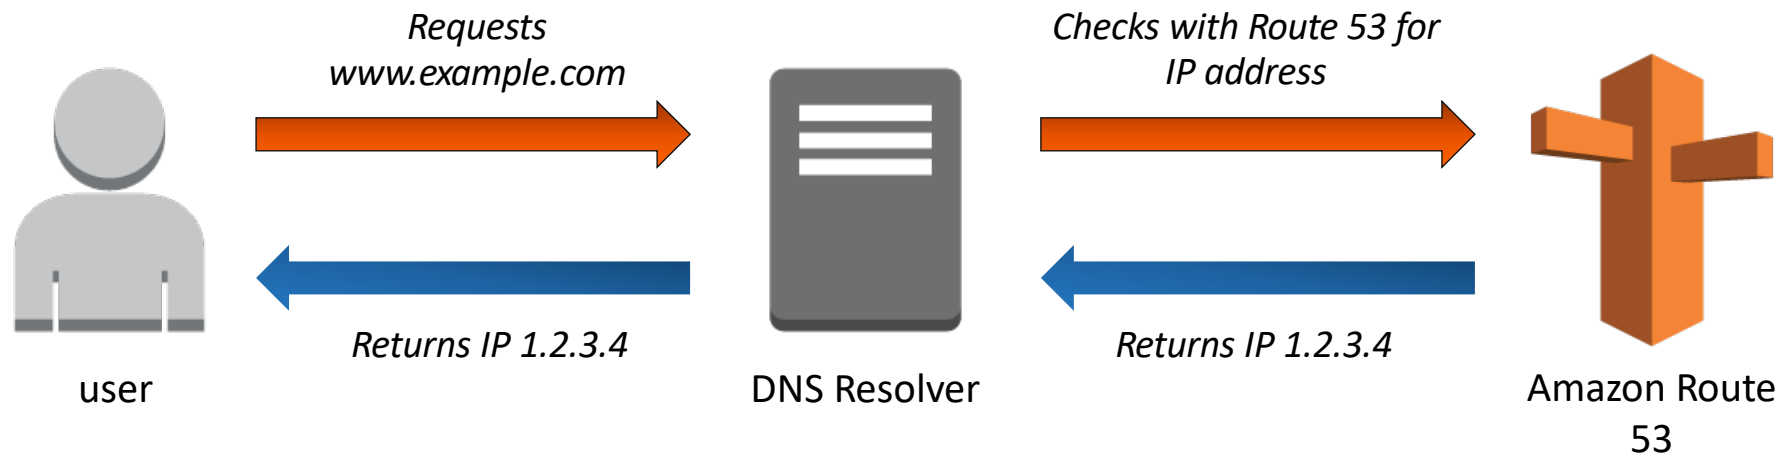 Requests
www.example.com
Checks with Route 53 for
IP address
Returns IP 1.2.3.4
Returns IP 1.2.3.4
user
DNS Resolver
Amazon Route
53